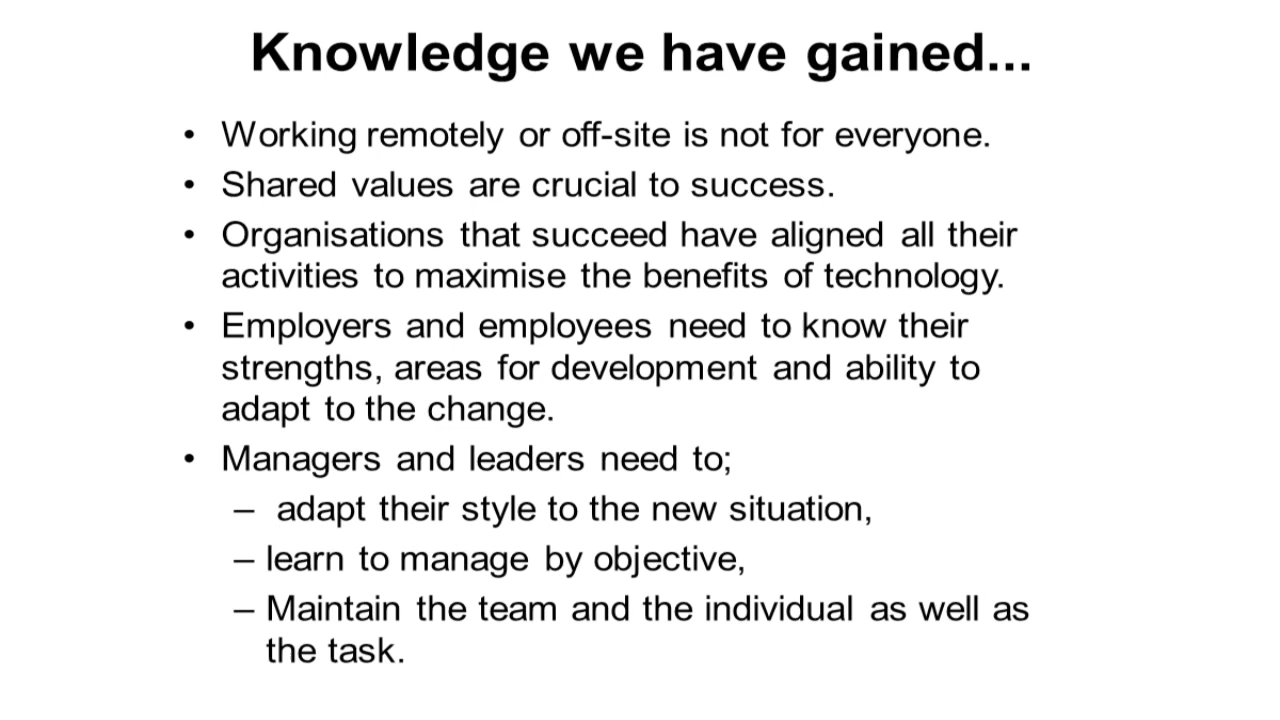 Knowledge we have gained...
• Working remotely or off-site is not for everyone.
• Shared values are crucial to success.
• Organisations that succeed have aligned all their
activities to maximise the benefits of technology.
• Employers and employees need to know their
strengths, areas for development and ability to
adapt to the change.
• Managers and leaders need to;
– adapt their style to the new situation,
– learn to manage by objective,
– Maintain the team and the individual as well as
the task.